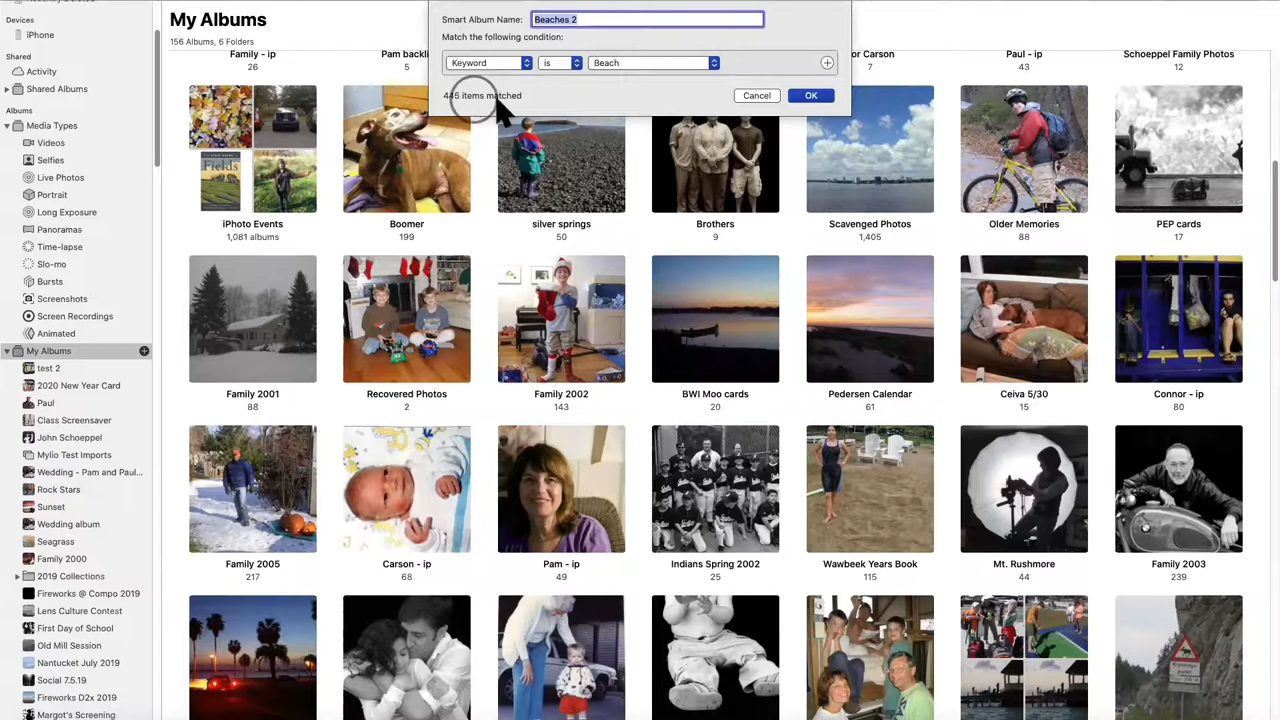 Recently Deleted
Devices
iPhone
Shared
Activity
Shared Albums
Albums
Media Types
Videos
Selfies
Live Photos
Portrait
Long Exposure
Panoramas
Time-lapse
Slo-mo
Bursts
Screenshots
Screen Recordings
Animated
My Albums
test 2
2020 New Year Card
Paul
Class Screensaver
John Schoeppel
Mylio Test Imports
Wedding - Pam and Paul...
Rock Stars
Sunset
Wedding album
Seagrass
Family 2000
2019 Collections
Fireworks @ Compo 2019
Lens Culture Contest
First Day of School
Old Mill Session
Nantucket July 2019
Social 7.5.19
Fireworks D2x 2019
Margot's Screening
My Albums
156 Albums, 6 Folders
Smart Album Name: Beaches 2
Match the following condition:
Keyword is Beach
445 items matched
Cancel OK
Family - ip
26
5
or Carson
7
Paul - ip
43
Schoeppel Family Photos
12
Fields
iPhoto Events
1,081 albums
Boomer
199
silver springs
50
Brothers
9
Scavenged Photos
1,405
Older Memories
88
PEP cards
17
Family 2001
88
Recovered Photos
2
Family 2002
143
BWI Moo cards
20
Pedersen Calendar
61
Ceiva 5/30
15
Connor - ip
80
Family 2005
217
Carson - ip
68
Pam - ip
49
Indians Spring 2002
25
Wawbeek Years Book
115
Mt. Rushmore
44
Family 2003
239